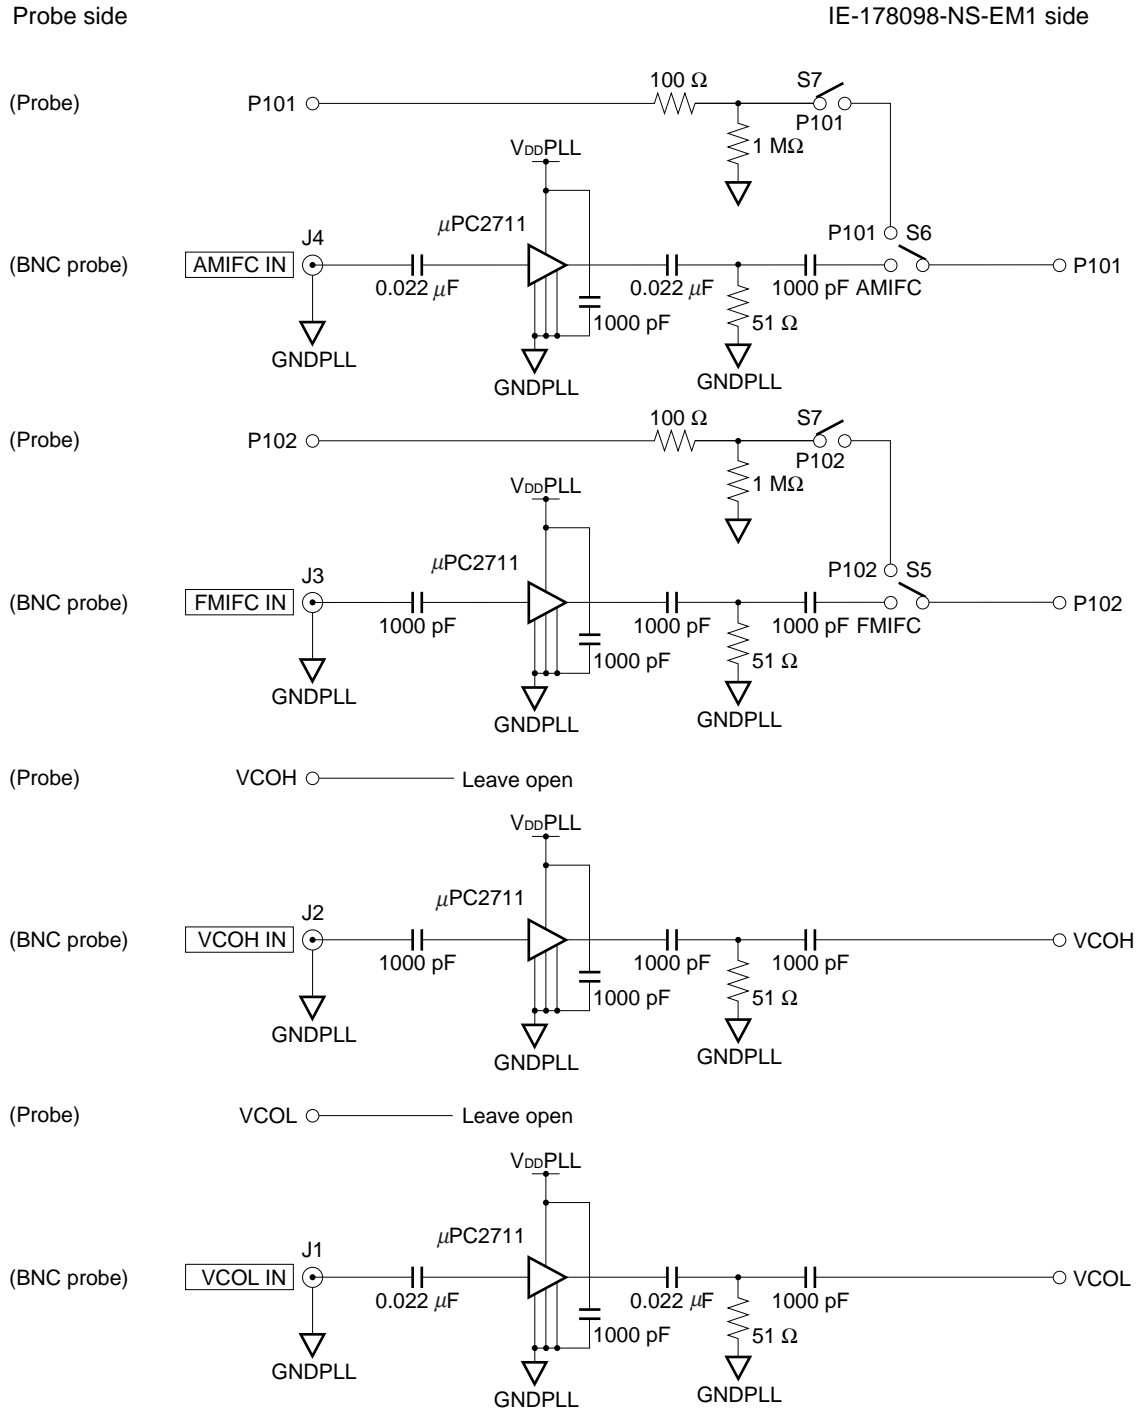 Probe side IE-178098-NS-EM1 side
100 Ω S7
(Probe) P101
P101
1 MΩ
VDDPLL
μPC2711
P101 S6
J4
(BNC probe) AMIFC IN P101
0.022 μF 0.022 μF 1000 pF AMIFC
1000 pF 51 Ω
GNDPLL
GNDPLL GNDPLL
100 Ω S7
(Probe) P102
P102
1 MΩ
VDDPLL
μPC2711
P102 S5
J3
(BNC probe) FMIFC IN P102
1000 pF 1000 pF 1000 pF FMIFC
1000 pF 51 Ω
GNDPLL
GNDPLL GNDPLL
(Probe) VCOH Leave open
VDDPLL
μPC2711
J2
(BNC probe) VCOH IN VCOH
1000 pF 1000 pF 1000 pF
1000 pF 51 Ω
GNDPLL
GNDPLL GNDPLL
(Probe) VCOL Leave open
VDDPLL
μPC2711
J1
(BNC probe) VCOL IN VCOL
0.022 μF 0.022 μF 1000 pF
1000 pF 51 Ω
GNDPLL
GNDPLL GNDPLL